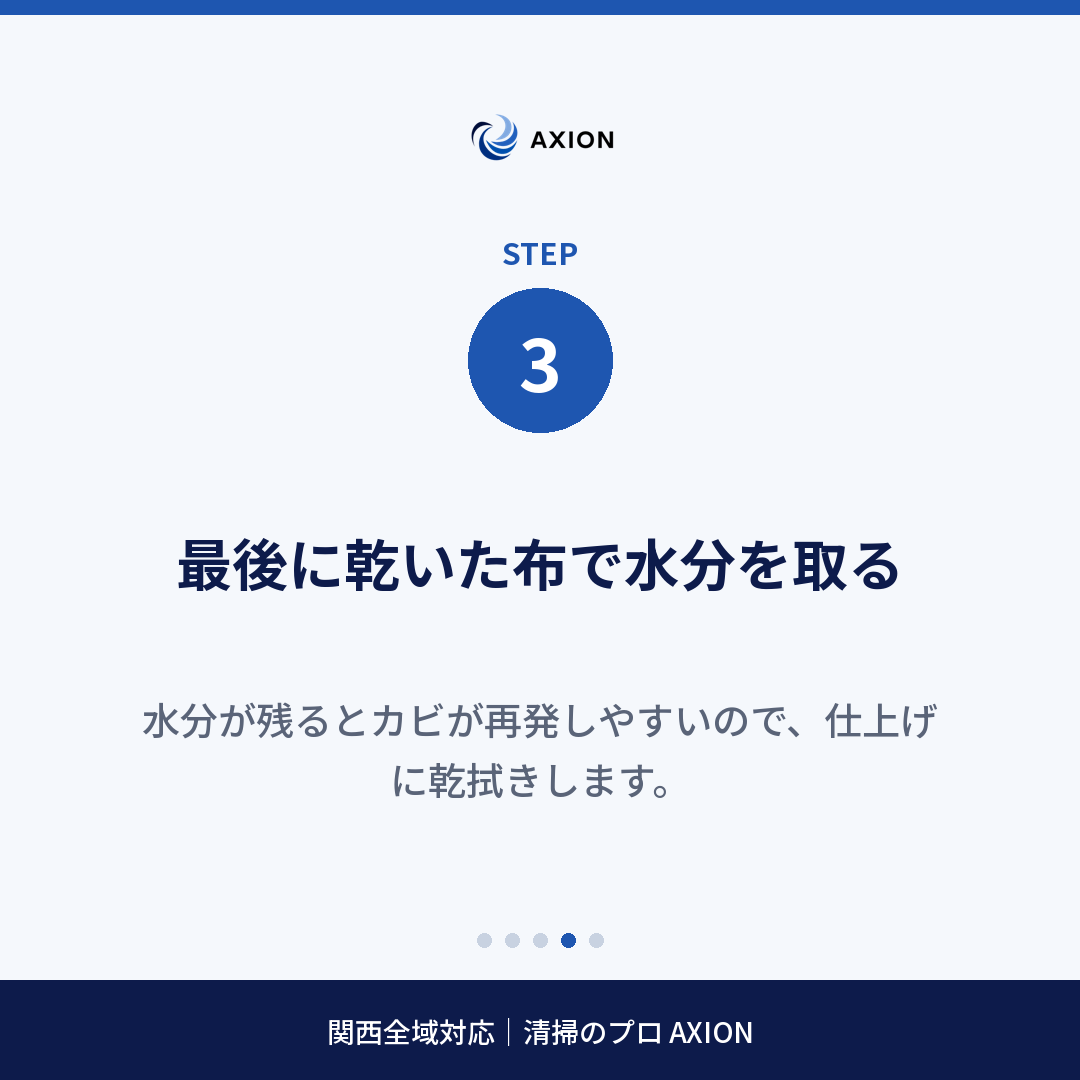 AXION
STEP
3
最後に乾いた布で水分を取る
水分が残るとカビが再発しやすいので、仕上げ
に乾拭きします。
関西全域対応｜清掃のプロ AXION